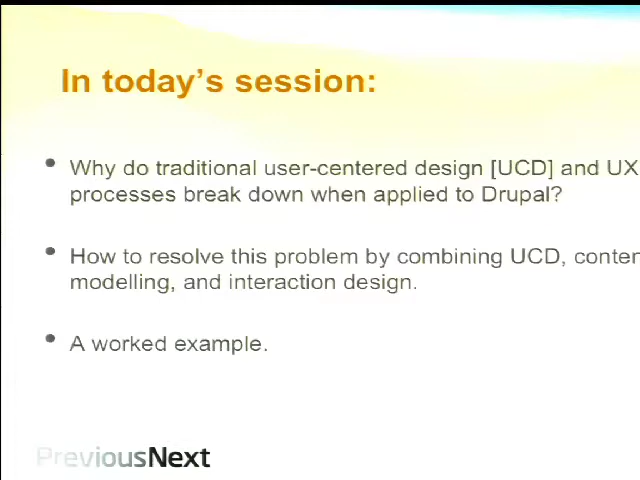 In today's session:
• Why do traditional user-centered design [UCD] and UX
processes break down when applied to Drupal?
• How to resolve this problem by combining UCD,
modelling, and interaction design.
• A worked example.
PreviousNext